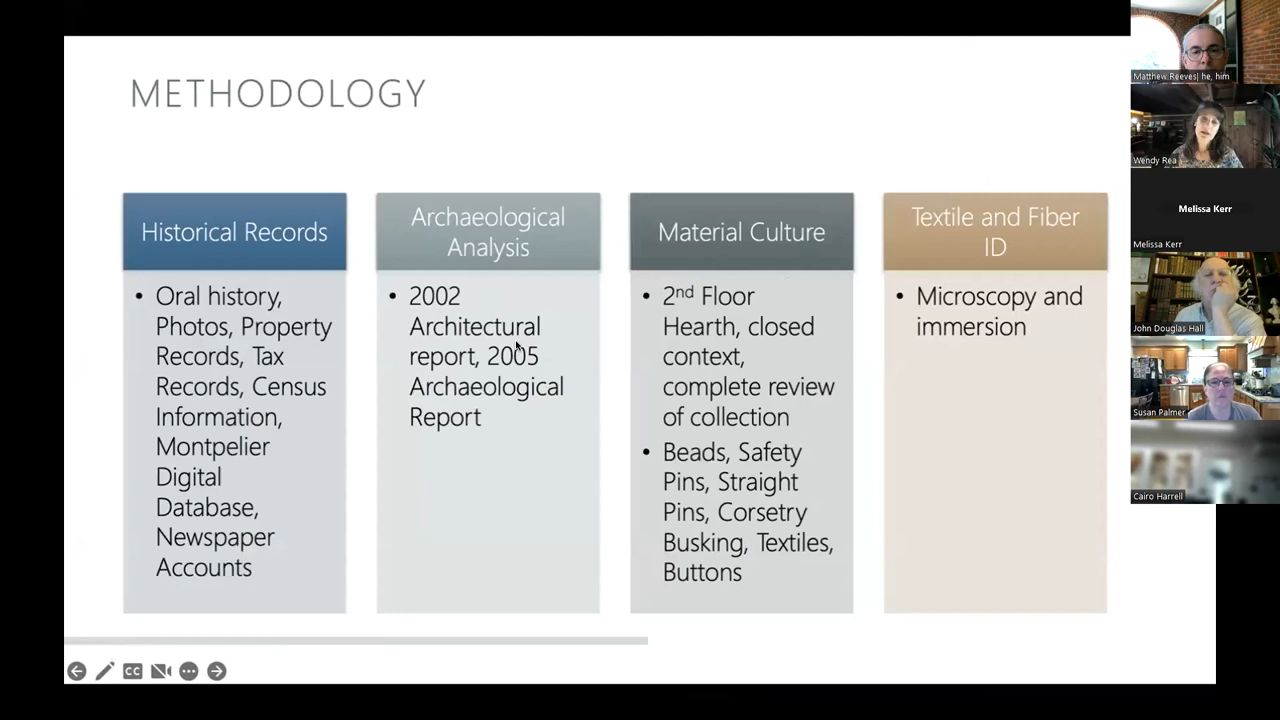 METHODOLOGY
Historical Records
• Oral history,
Photos, Property
Records, Tax
Records, Census
Information,
Montpelier
Digital
Database,
Newspaper
Accounts
Archaeological
Analysis
• 2002
Architectural
report, 2005
Archaeological
Report
Material Culture
• 2nd Floor
Hearth, closed
context,
complete review
of collection
• Beads, Safety
Pins, Straight
Pins, Corsetry
Busking, Textiles,
Buttons
Textile and Fiber
ID
• Microscopy and
immersion
CC
Matthew Reeves| he, him
Wendy Rea
Melissa Kerr
Melissa Kerr
John Douglas Hall
Susan Palmer
Cairo Harrell